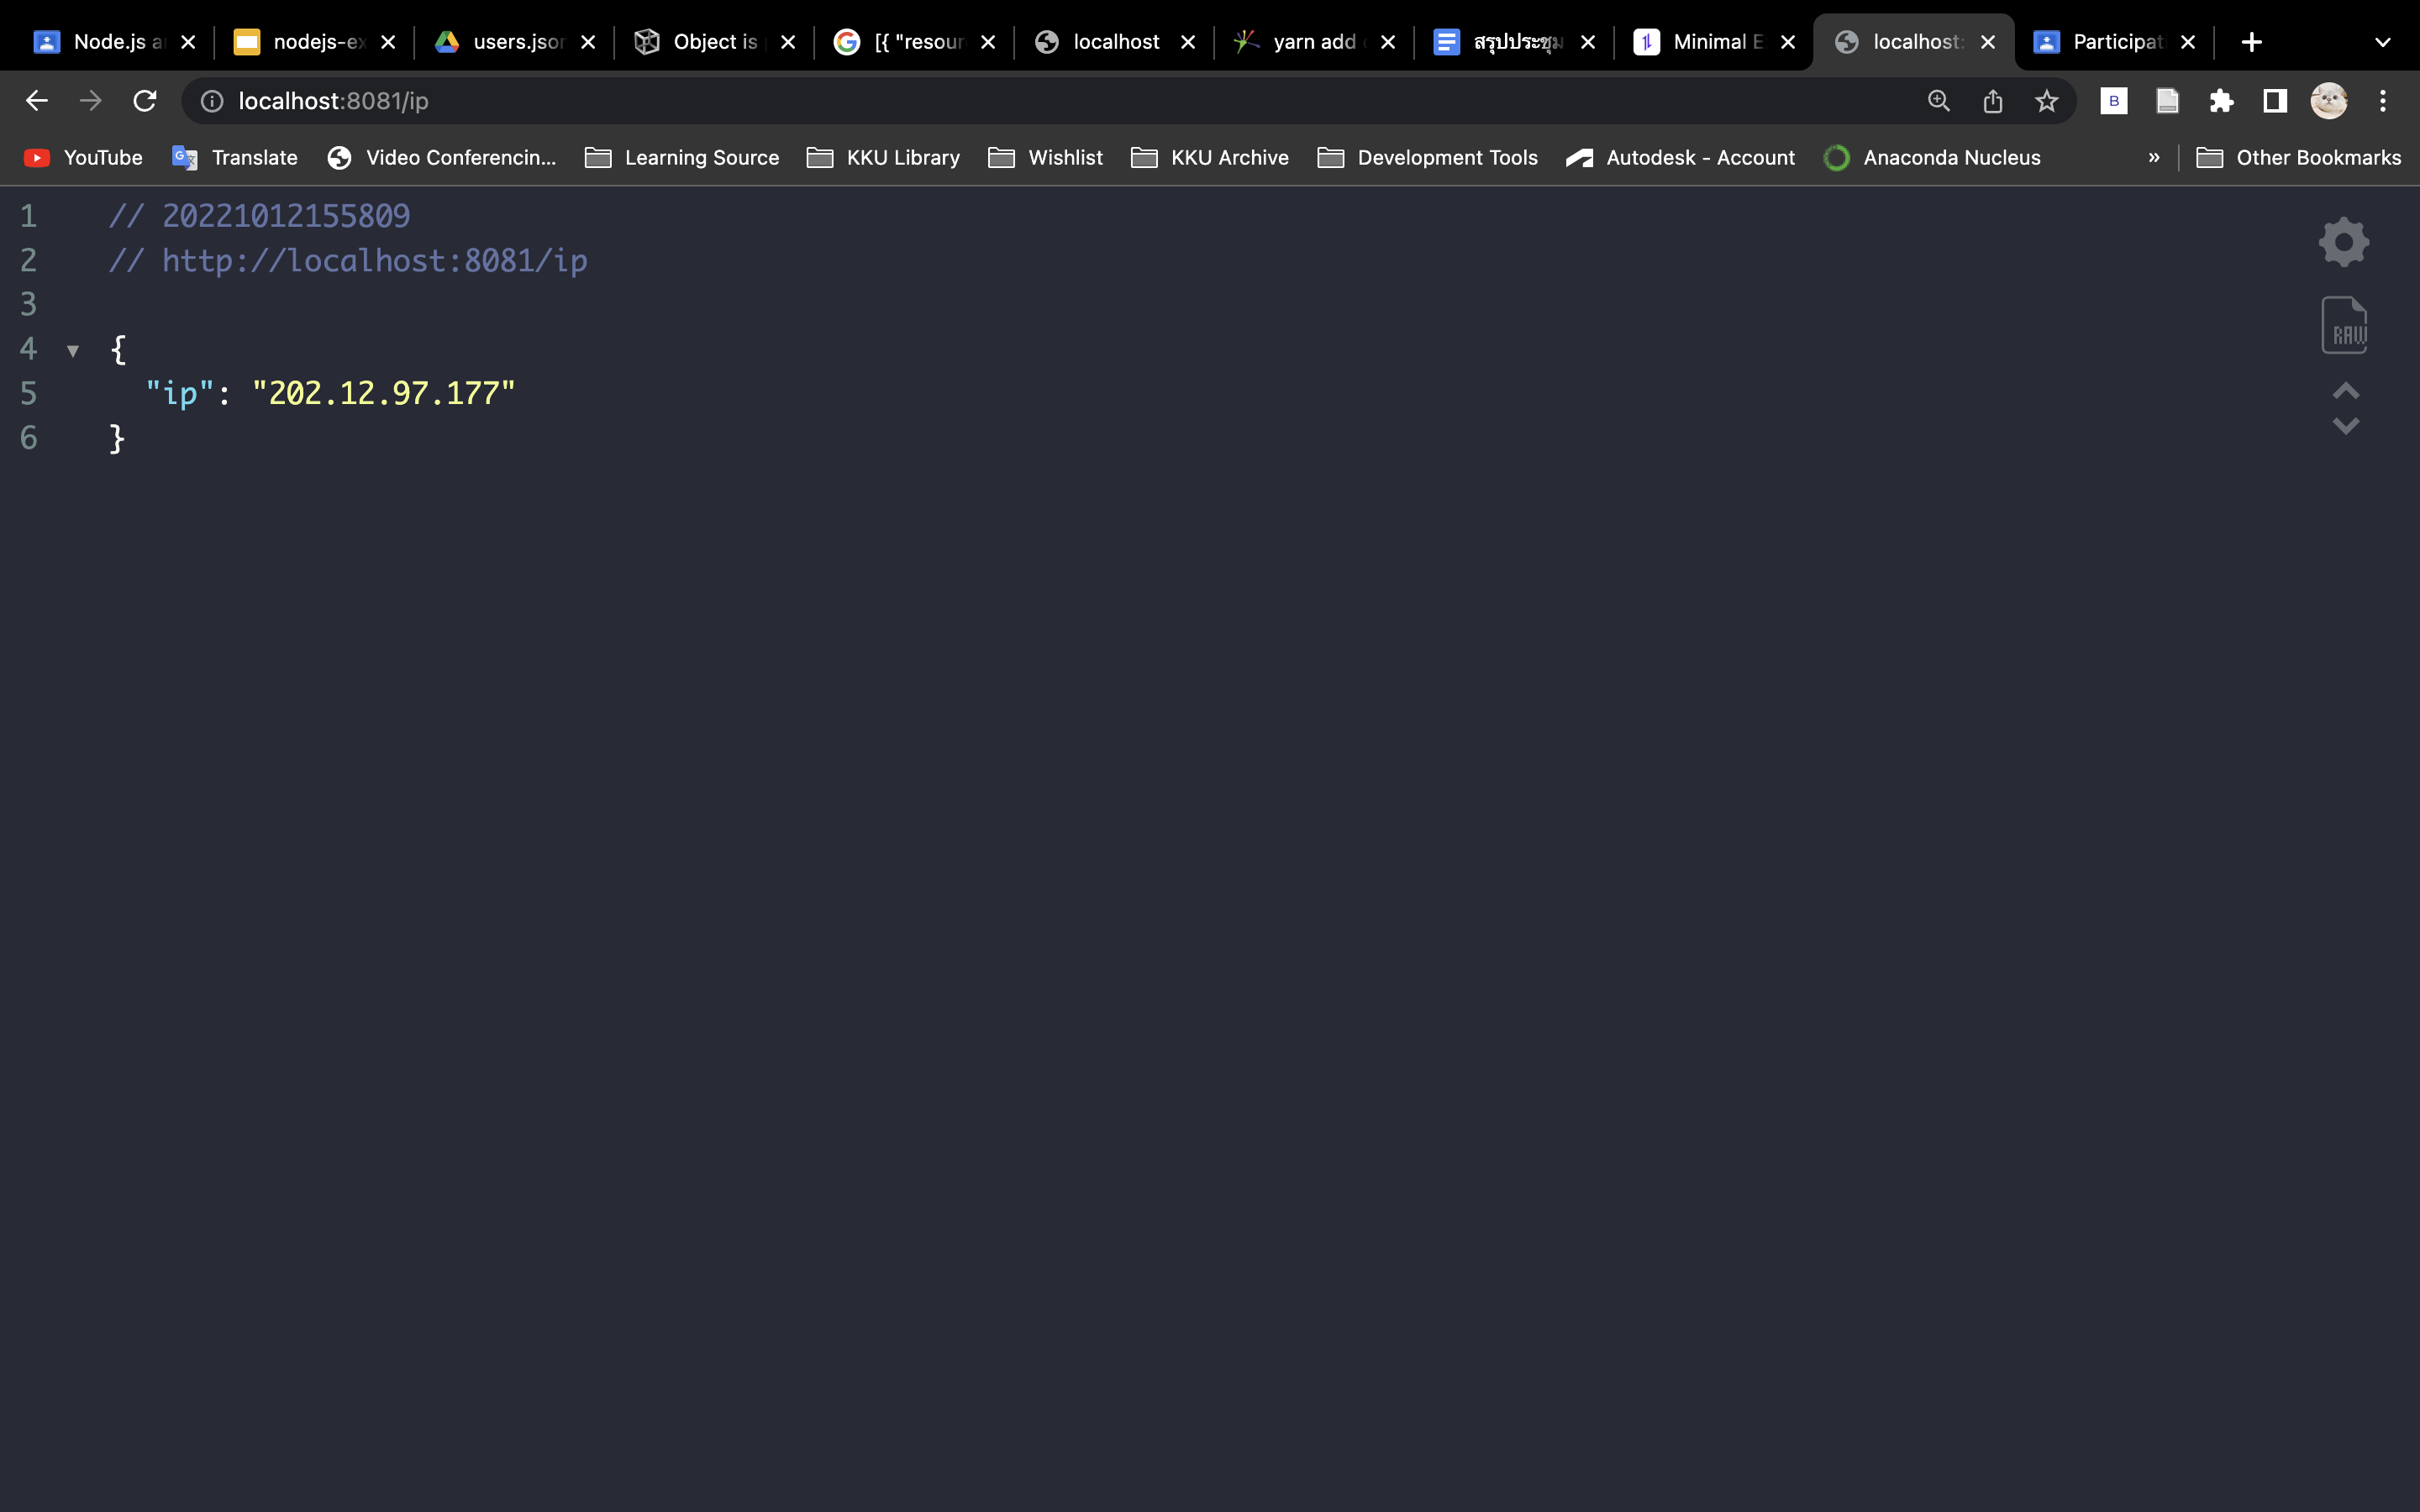 Node.js a
nodejs-ex
users.jsor
Object is
[{ "resour
localhost
yarn add
สรุปประชุม
Minimal E
localhost:
Participat
localhost:8081/ip
B
YouTube
Translate
Video Conferencin...
Learning Source
KKU Library
Wishlist
KKU Archive
Development Tools
Autodesk - Account
Anaconda Nucleus
»
Other Bookmarks
1 // 20221012155809
2 // http://localhost:8081/ip
3
4 {
5 "ip": "202.12.97.177"
6 }
RAW